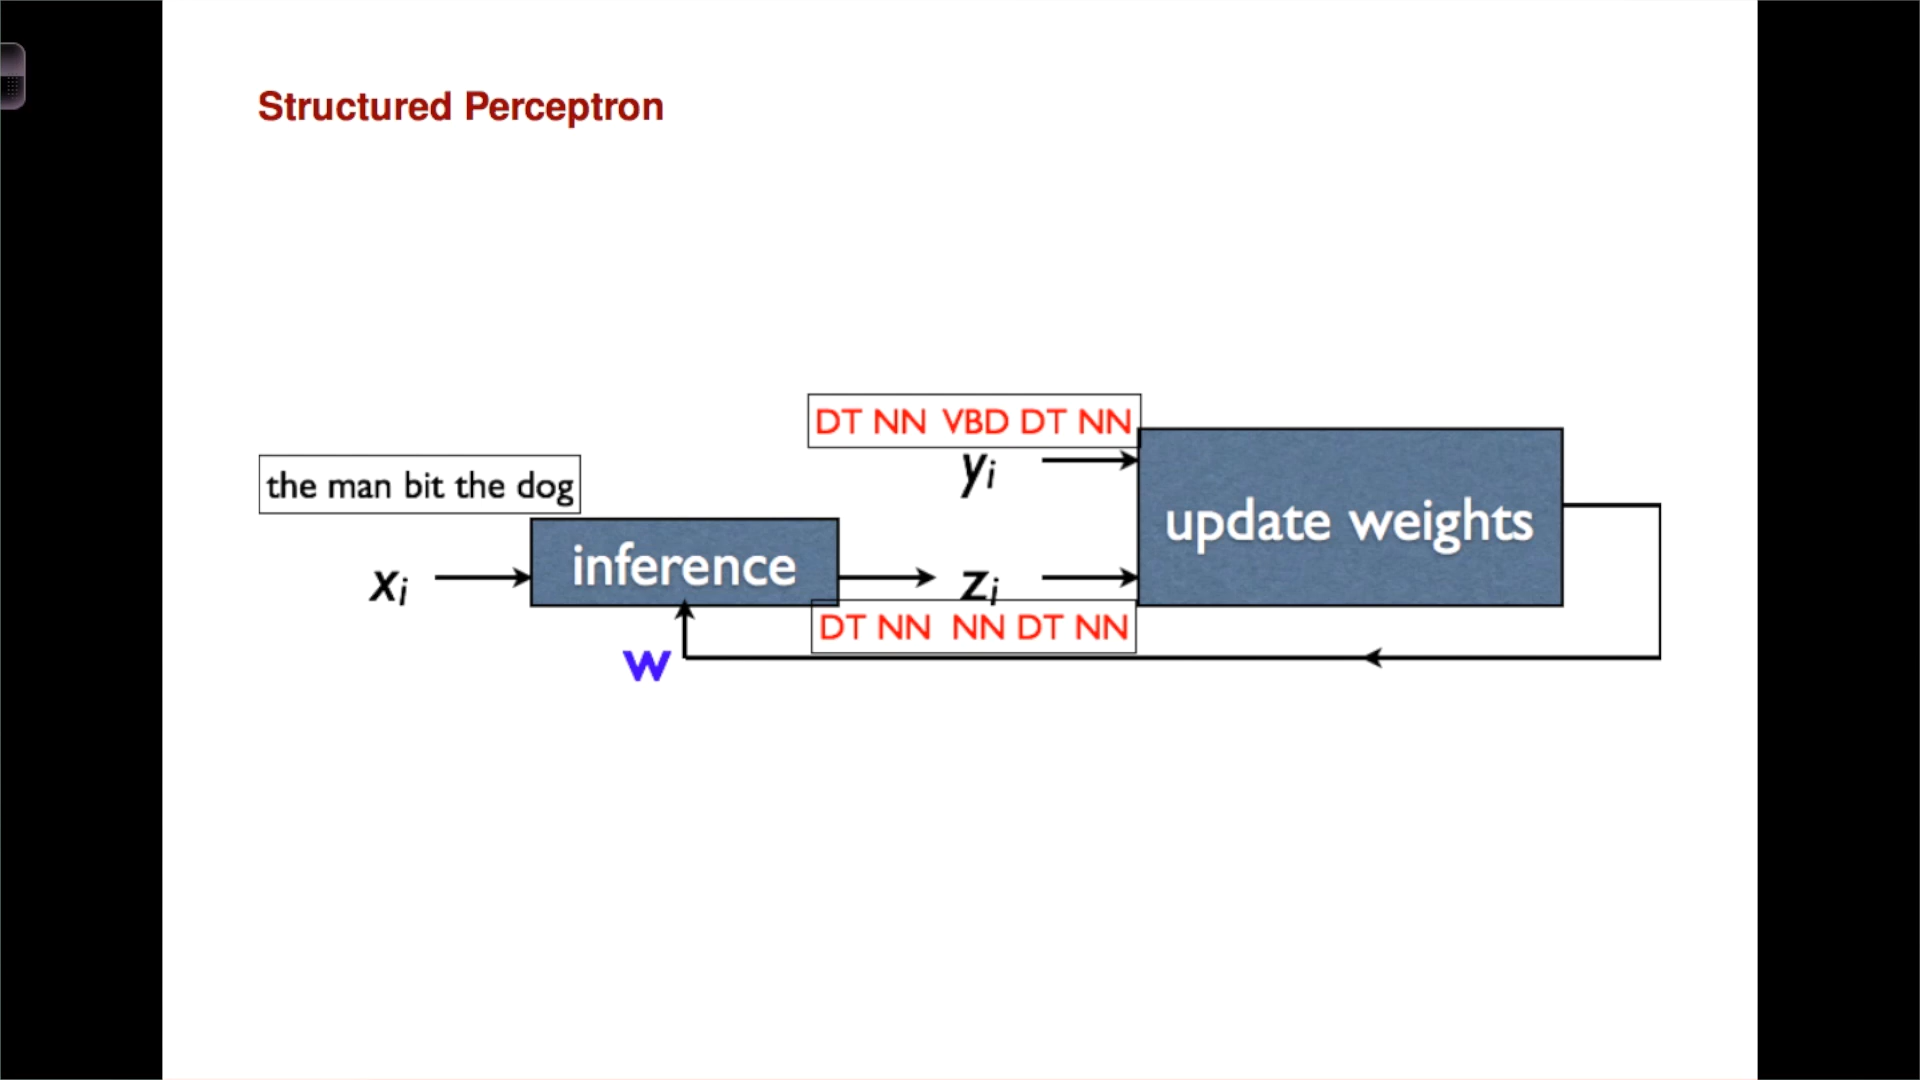 Structured Perceptron
DT NN VBD DT NN
yi
the man bit the dog
update weights
inference
xi
zi
DT NN NN DT NN
w